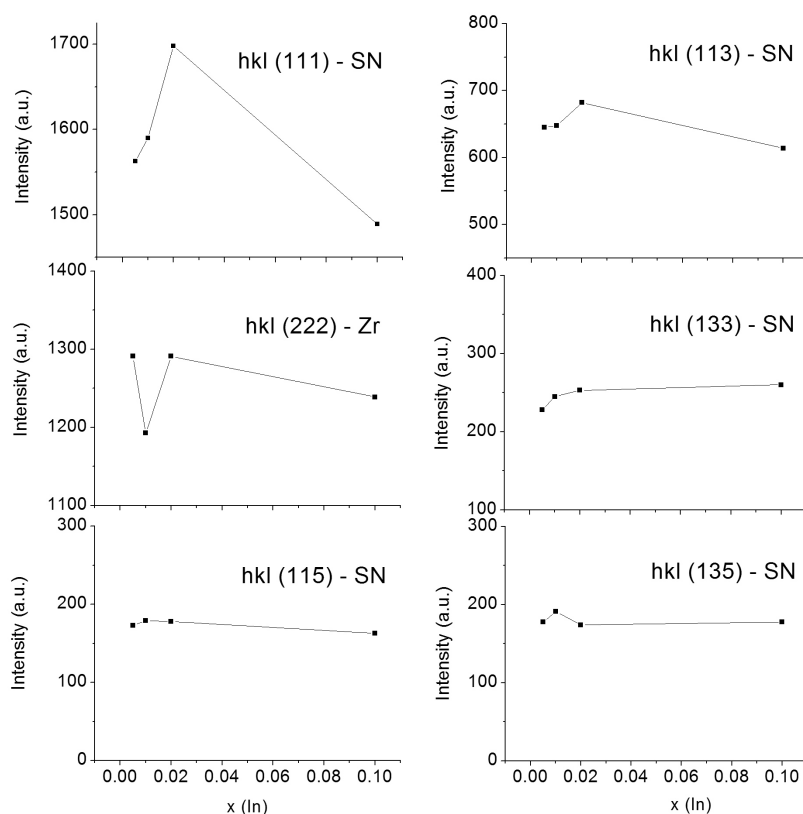 1700
1600
1500
Intensity (a.u.)
hkl (111) - SN
800
700
600
500
Intensity (a.u.)
hkl (113) - SN
1400
1300
1200
1100
Intensity (a.u.)
hkl (222) - Zr
400
300
200
100
Intensity (a.u.)
hkl (133) - SN
300
200
100
0
Intensity (a.u.)
hkl (115) - SN
0.00 0.02 0.04 0.06 0.08 0.10
x (In)
300
200
100
0
Intensity (a.u.)
hkl (135) - SN
0.00 0.02 0.04 0.06 0.08 0.10
x (In)